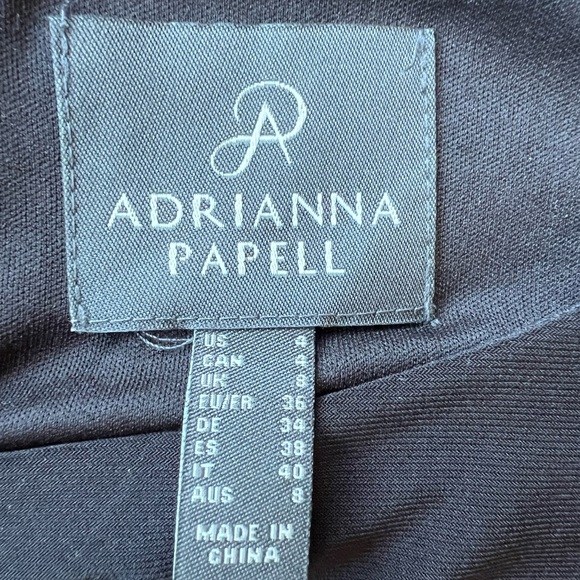 AP
ADRIANNA
PAPELL
US 4
CAN 4
UK 8
EU/FR 36
DE 34
ES 38
IT 40
AUS 8
MADE IN
CHINA